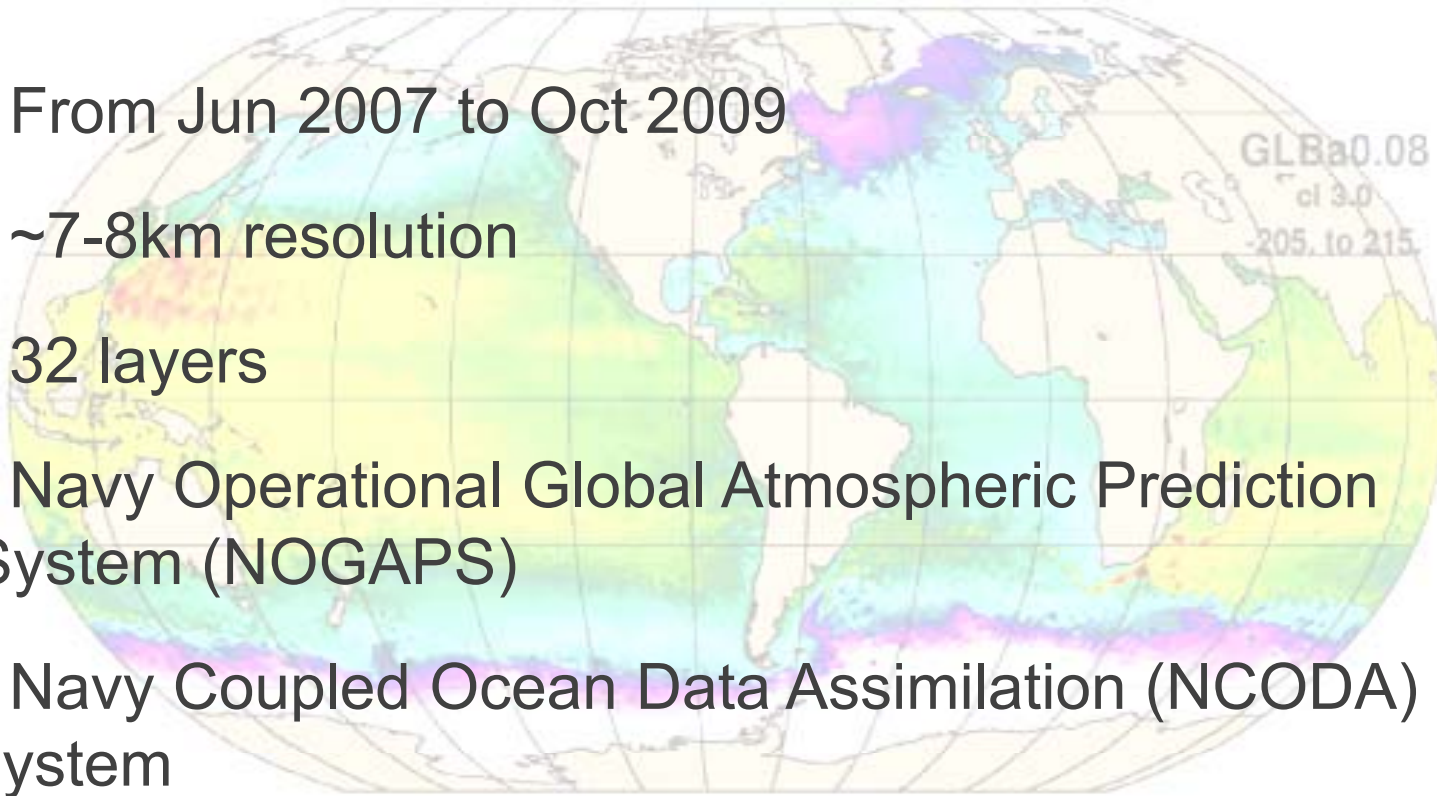 From Jun 2007 to Oct 2009
GLBa0.08
cl 3.0
~7-8km resolution
-205. to 215.
32 layers
Navy Operational Global Atmospheric Prediction
System (NOGAPS)
Navy Coupled Ocean Data Assimilation (NCODA)
ystem